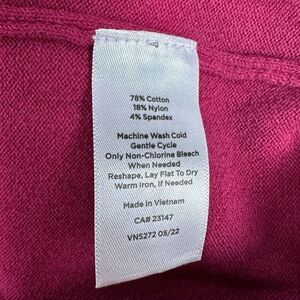 78% Cotton
18% Nylon
4% Spandex
Machine Wash Cold
Gentle Cycle
Only Non-Chlorine Bleach
When Needed
Reshape, Lay Flat To Dry
Warm Iron, If Needed
Made in Vietnam
CA# 23147
VN5272 05/22